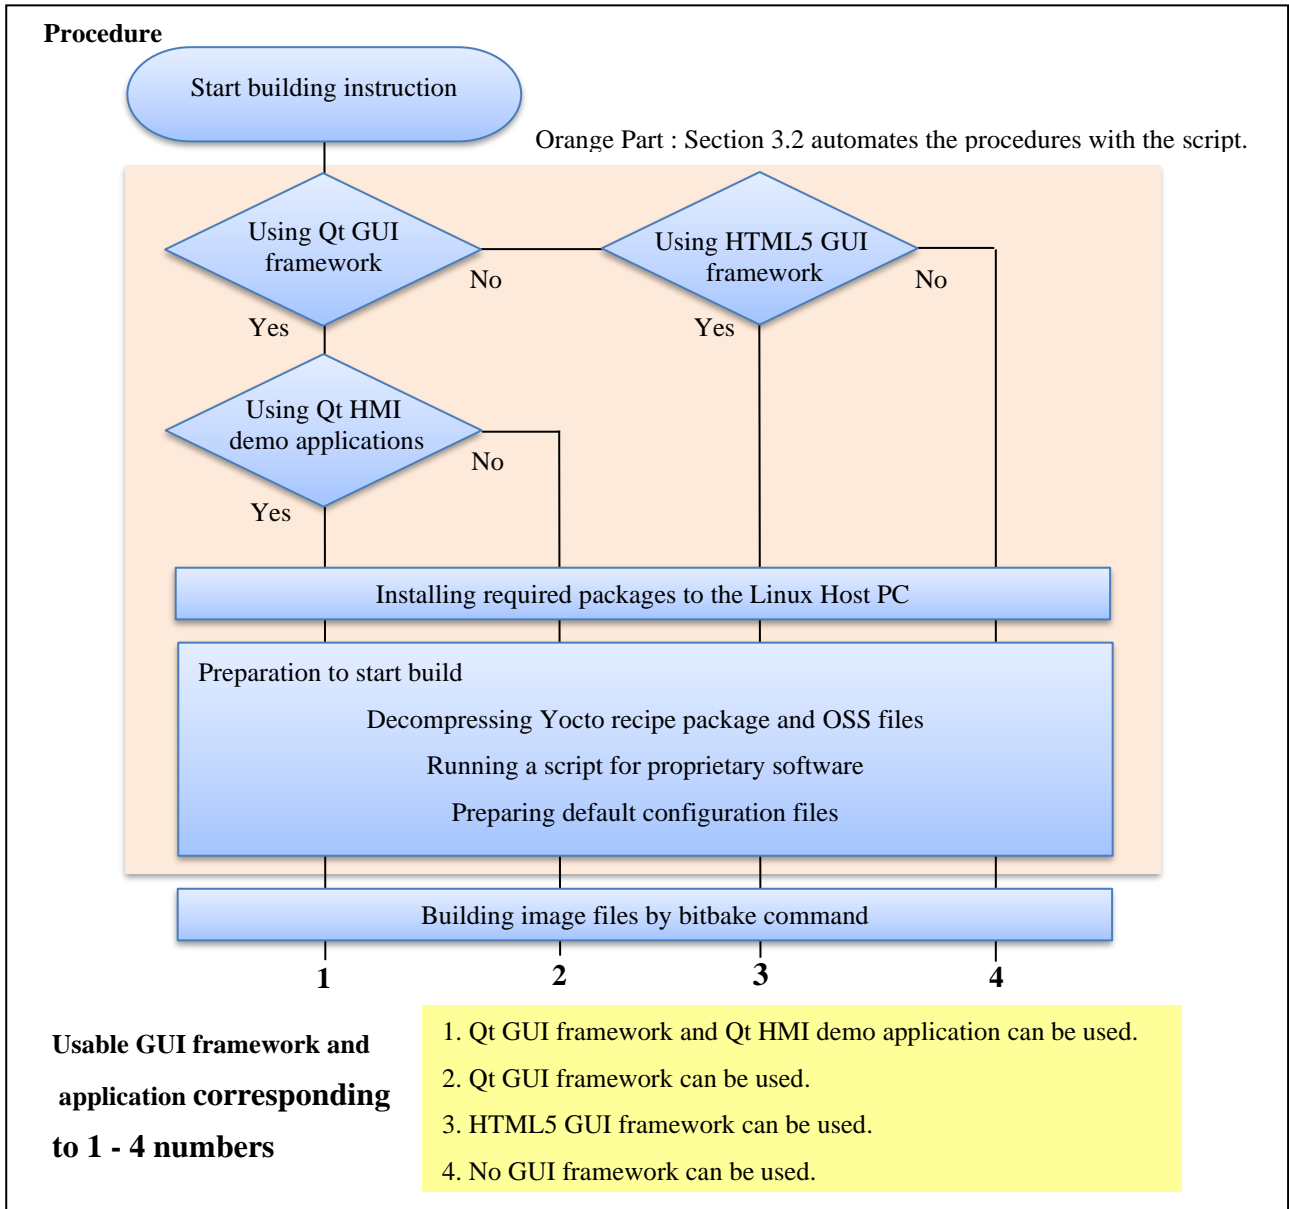 Procedure
Start building instruction
Orange Part : Section 3.2 automates the procedures with the script.
Using Qt GUI
framework
No
Yes
Using HTML5 GUI
framework
No
Yes
Using Qt HMI
demo applications
No
Yes
Installing required packages to the Linux Host PC
Preparation to start build
Decompressing Yocto recipe package and OSS files
Running a script for proprietary software
Preparing default configuration files
Building image files by bitbake command
1
2
3
4
Usable GUI framework and
application corresponding
to 1 - 4 numbers
1. Qt GUI framework and Qt HMI demo application can be used.
2. Qt GUI framework can be used.
3. HTML5 GUI framework can be used.
4. No GUI framework can be used.